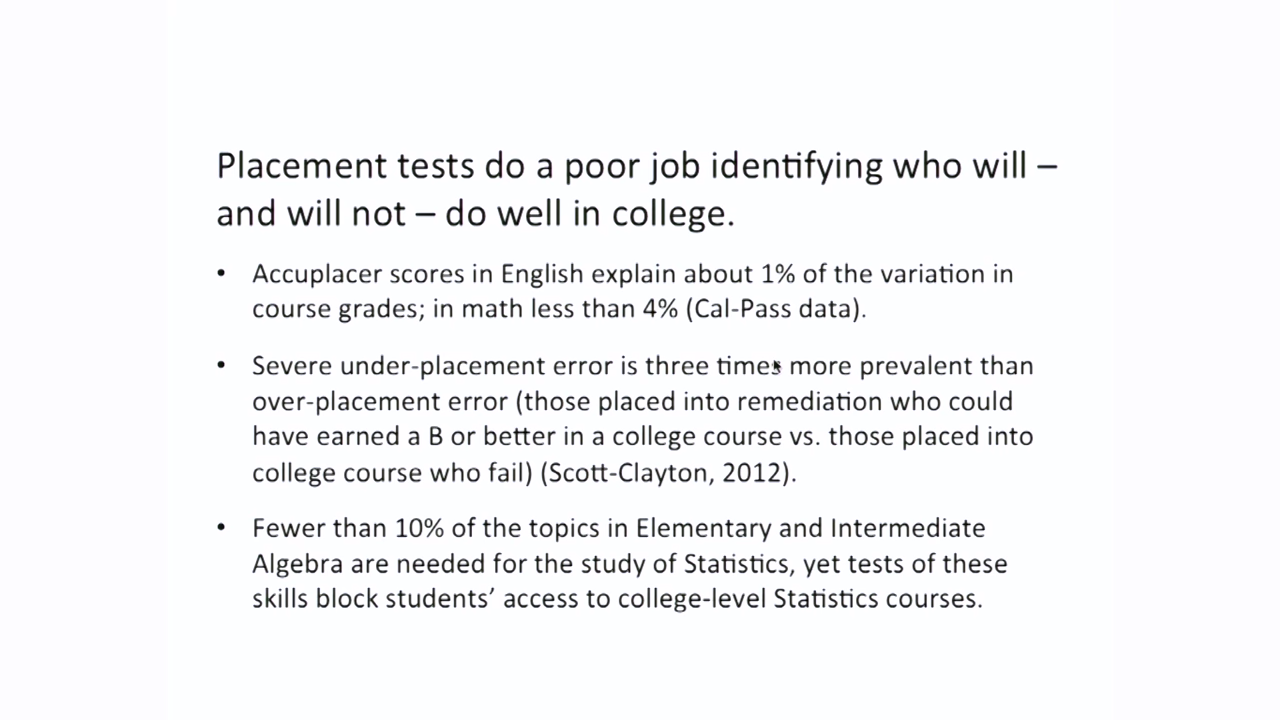 Placement tests do a poor job identifying who will –
and will not – do well in college.
• Accuplacer scores in English explain about 1% of the variation in
course grades; in math less than 4% (Cal-Pass data).
• Severe under-placement error is three times more prevalent than
over-placement error (those placed into remediation who could
have earned a B or better in a college course vs. those placed into
college course who fail) (Scott-Clayton, 2012).
• Fewer than 10% of the topics in Elementary and Intermediate
Algebra are needed for the study of Statistics, yet tests of these
skills block students’ access to college-level Statistics courses.